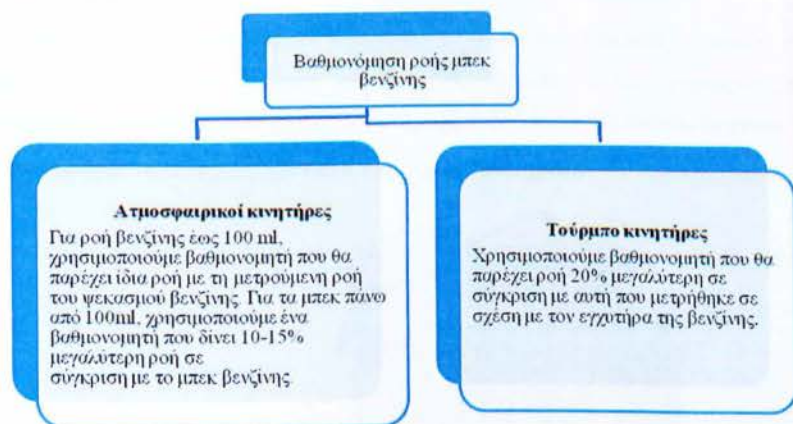 Βαθμονόμηση ροής μπεκ
βενζίνης
Ατμοσφαιρικοί κινητήρες
Για ροή βενζίνης έως 100 ml,
χρησιμοποιούμε βαθμονομητή που θα
παρέχει ίδια ροή με τη μετρούμενη ροή
του ψεκασμού βενζίνης. Για τα μπεκ πάνω
από 100ml, χρησιμοποιούμε ένα
βαθμονομητή που δίνει 10-15%
μεγαλύτερη ροή σε
σύγκριση με το μπεκ βενζίνης
Τούρμπο κινητήρες
Χρησιμοποιούμε βαθμονομητή που θα
παρέχει ροή 20% μεγαλύτερη σε
σύγκριση με αυτή που μετρήθηκε σε
σχέση με τον εγχυτήρα της βενζίνης.